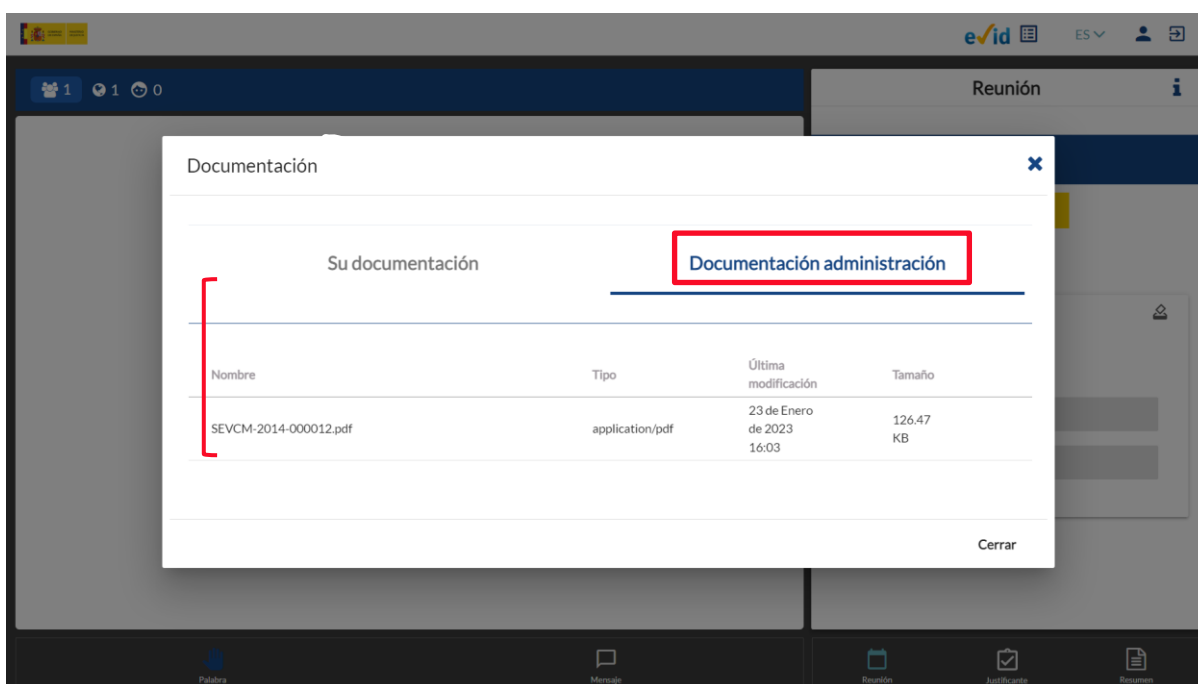 e✓id
ES
1 1 0
Reunión
i
Documentación
Su documentación
Documentación administración
Nombre
Tipo
Última
modificación
Tamaño
SEVCM-2014-000012.pdf
application/pdf
23 de Enero
de 2023
16:03
126.47
KB
Cerrar
Palabra
Mensaje
Reunión
Justificante
Resumen